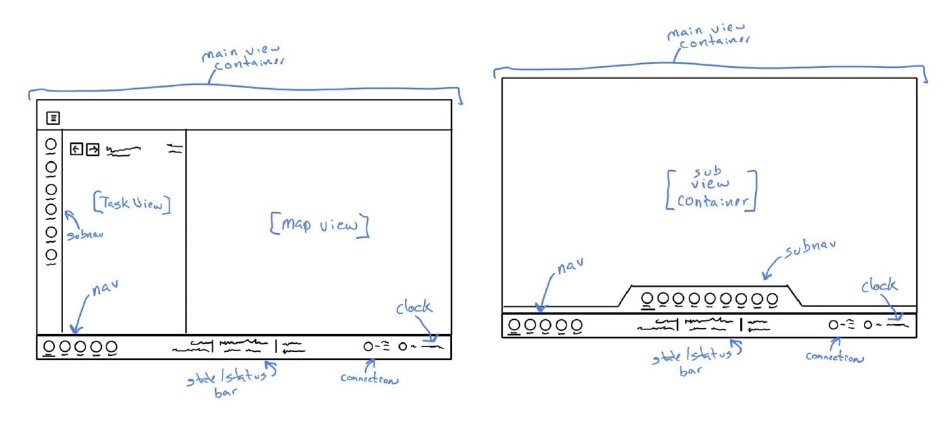 main view
container
[Task View]
[map view]
subnav
nav
clock
state/status
bar
connection
main view
container
[sub
view
container]
subnav
nav
clock
state/status
bar
connection